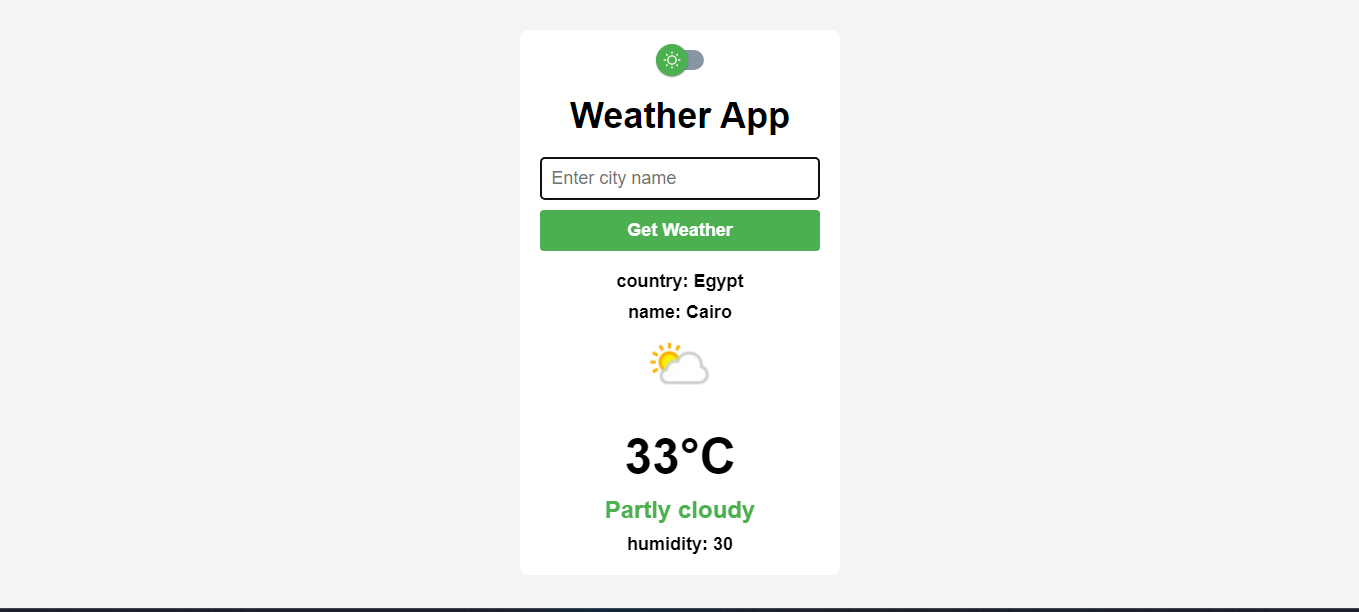 Weather App
Enter city name
Get Weather
country: Egypt
name: Cairo
33°C
Partly cloudy
humidity: 30